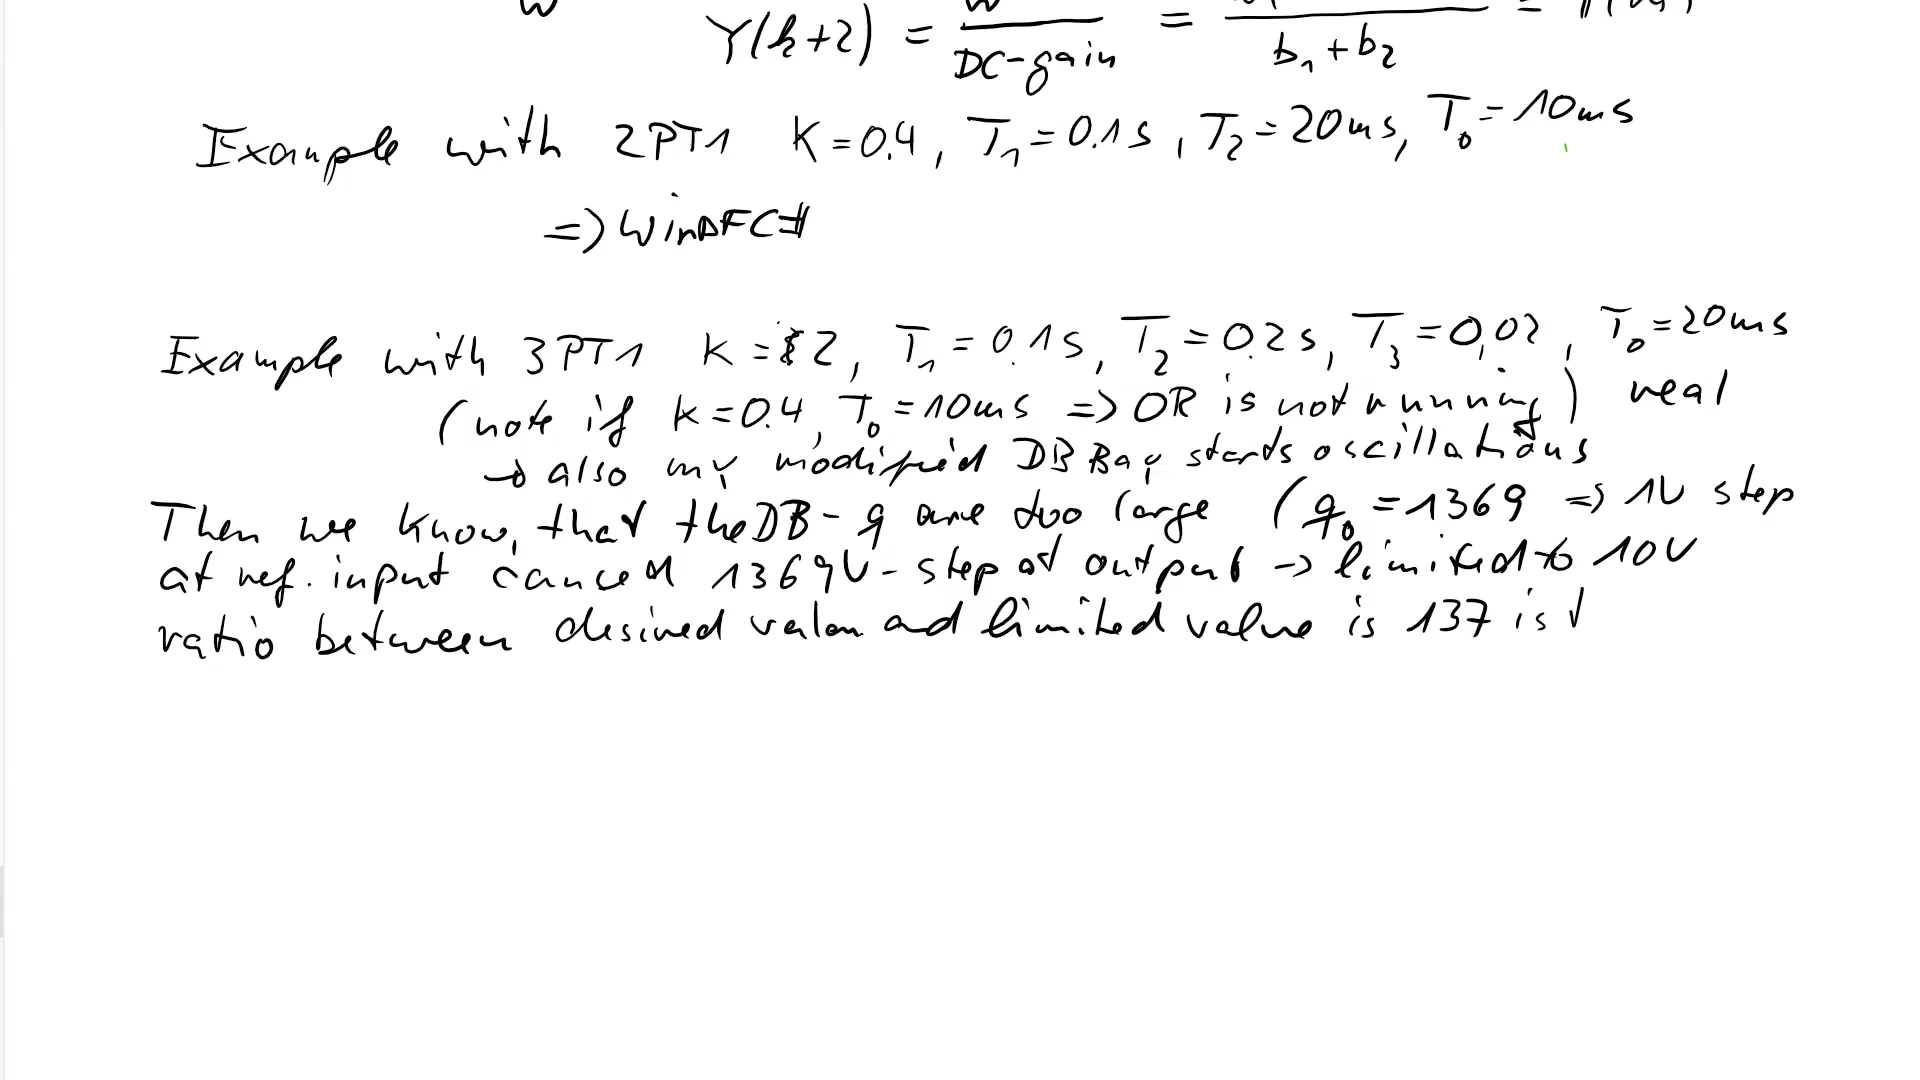 w
Y(k+2) = w / DC-gain = / b1 + b2 =
Example with 2PT1 K=0.4, T1=0.1s, T2=20ms, T0=10ms
=> WinDFC#
Example with 3PT1 K=2, T1=0.1s, T2=0.2s, T3=0,02, T0=20ms
(note if K=0.4, T0=10ms => OR is not running) real
→ also my modified DB Bay starts oscillations
Then we know, that the DB-q are too large (q0=1369 => 1V step
at ref. input caused 1369V-step at output → limited to 10V
ratio between desired value and limited value is 137 is t